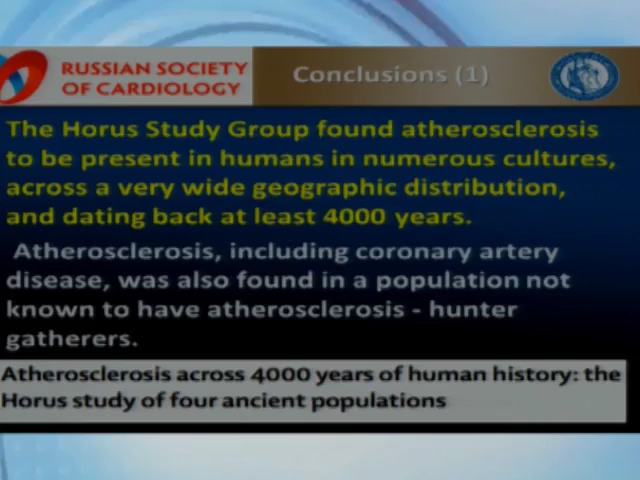 RUSSIAN SOCIETY
OF CARDIOLOGY
Conclusions (1)
The Horus Study Group found atherosclerosis
to be present in humans in numerous cultures,
across a very wide geographic distribution,
and dating back at least 4000 years.
Atherosclerosis, including coronary artery
disease, was also found in a population not
known to have atherosclerosis - hunter
gatherers.
Atherosclerosis across 4000 years of human history: the
Horus study of four ancient populations